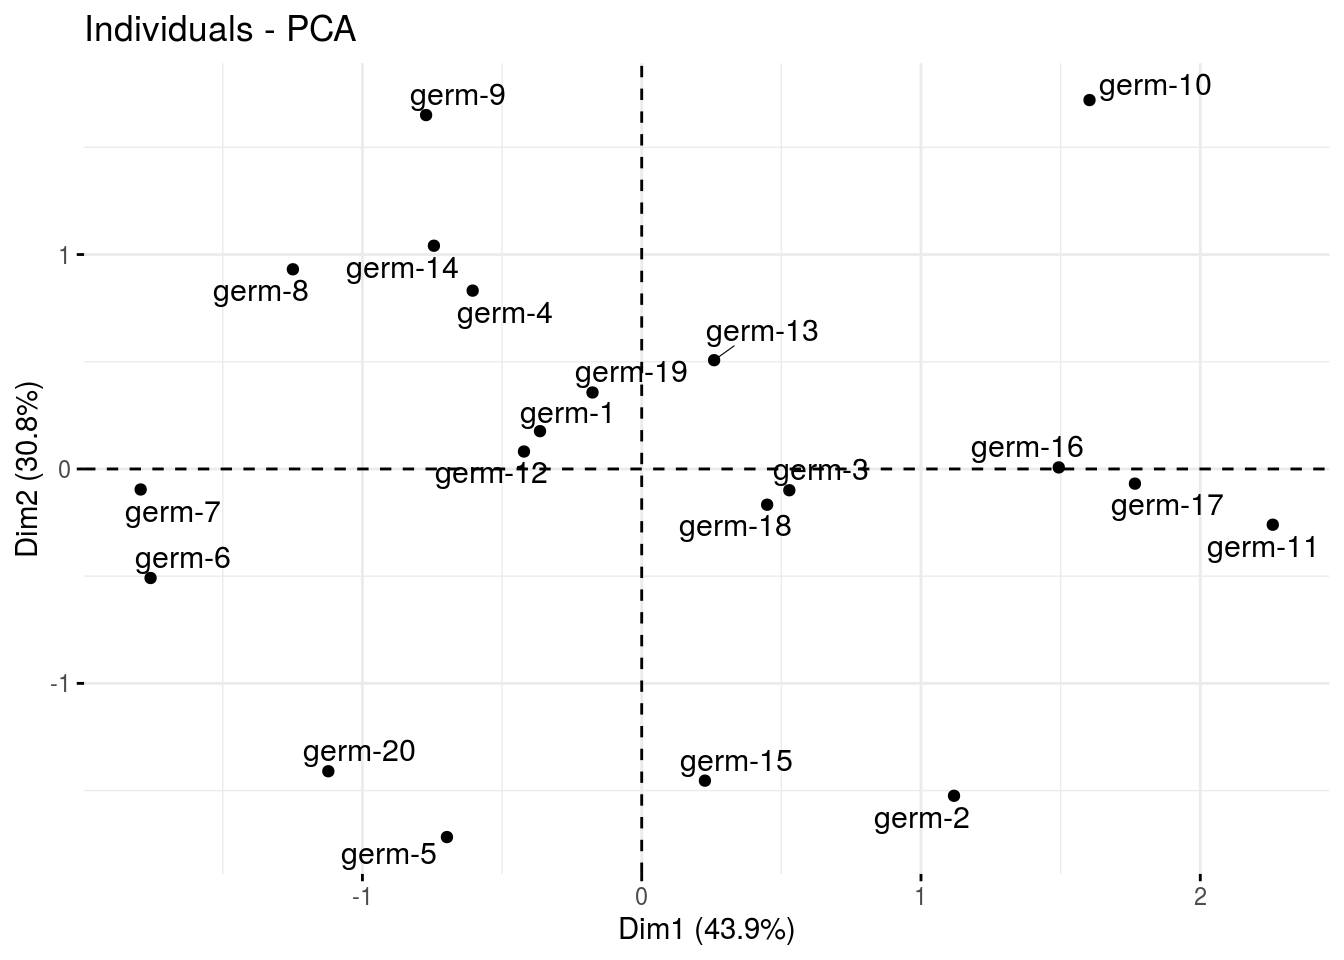 Individuals - PCA
germ-9
germ-10
1
germ-14
germ-8
germ-4
germ-13
germ-19
germ-1
germ-16
0
germ-12
germ-3
germ-7
germ-18
germ-17
germ-11
germ-6
-1
germ-20
germ-15
germ-2
germ-5
-1
0
1
2
Dim1 (43.9%)
Dim2 (30.8%)